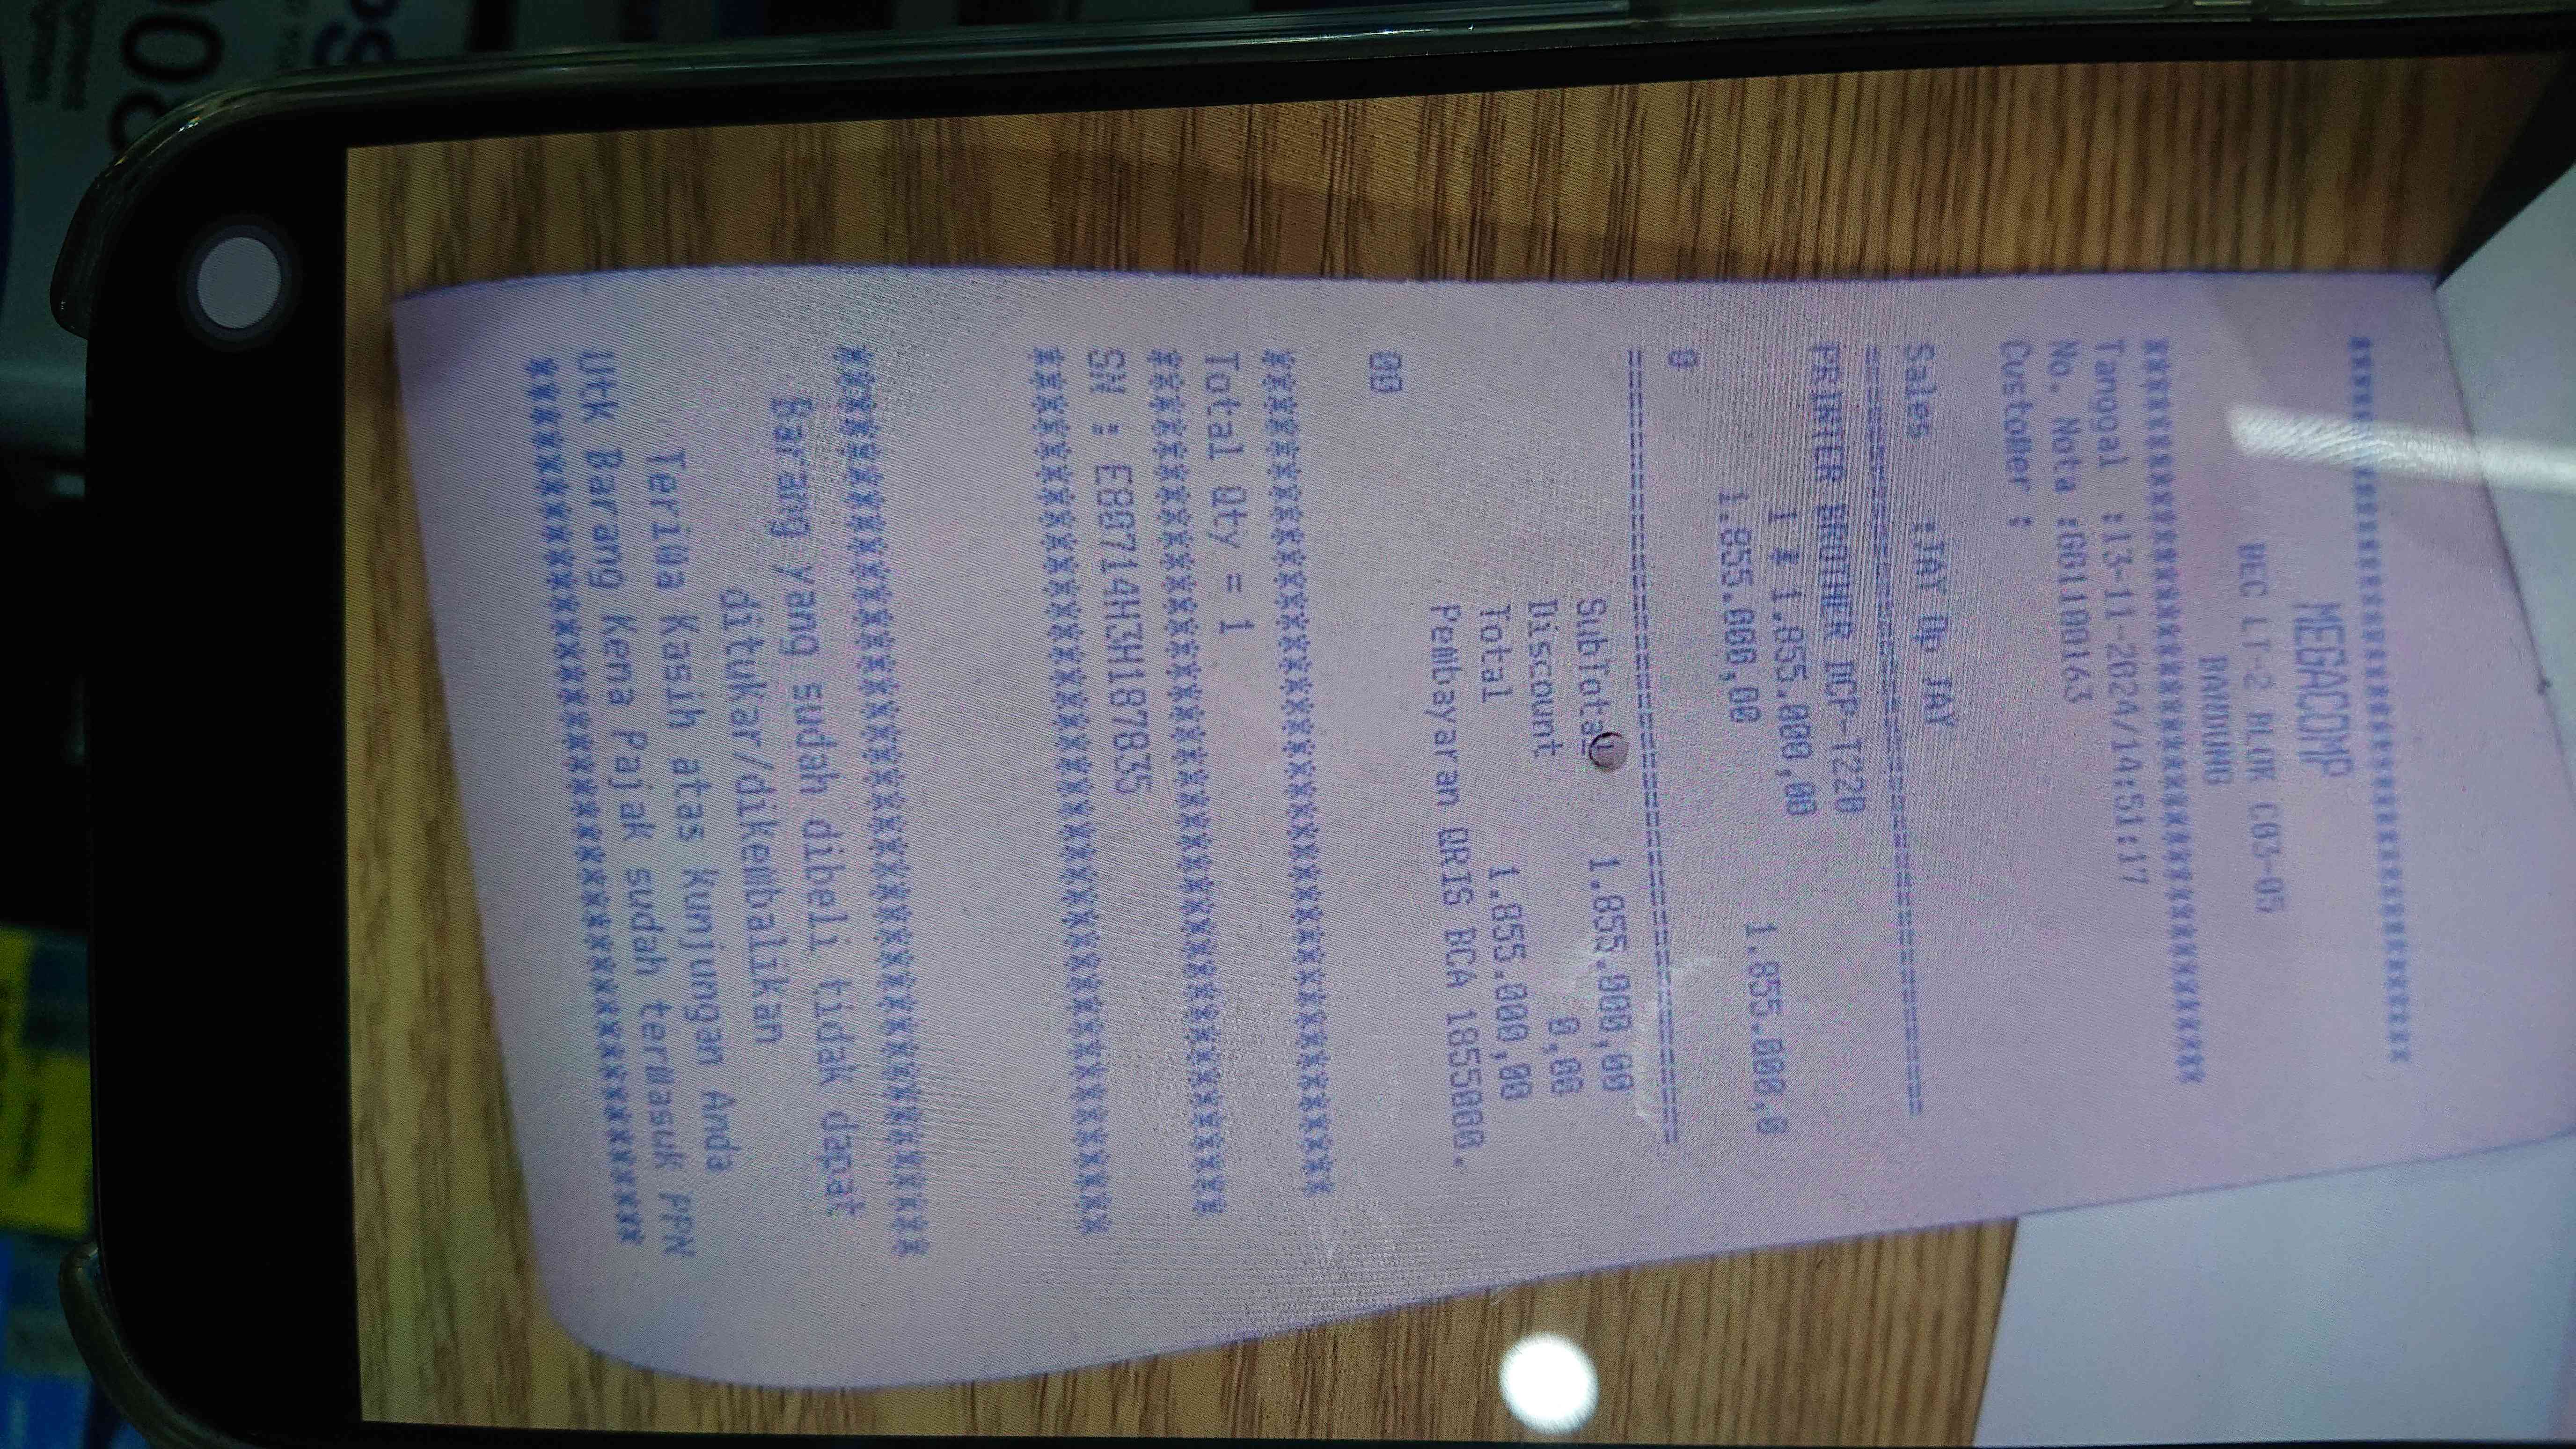 ****************************************
MEGACOMP
BEC LT-2 BLOK C03-05
BANDUNG
****************************************
Tanggal :13-11-2024/14:51:17
No. Nota :GG1100163
Customer :
Sales :JAY Op JAY
========================================
PRINTER BROTHER DCP-T220
1 * 1.855.000,00
1.855.000,00 1.855.000,0
0
========================================
SubTotal 1.855.000,00
Discount 0,00
Total 1.855.000,00
Pembayaran QRIS BCA 1855000.
00
****************************************
Total Qty = 1
****************************************
SN : E80714H3H187835
****************************************
****************************************
Barang yang sudah dibeli tidak dapat
ditukar/dikembalikan
Terima Kasih atas kunjungan Anda
Utk Barang Kena Pajak sudah termasuk PPN
****************************************